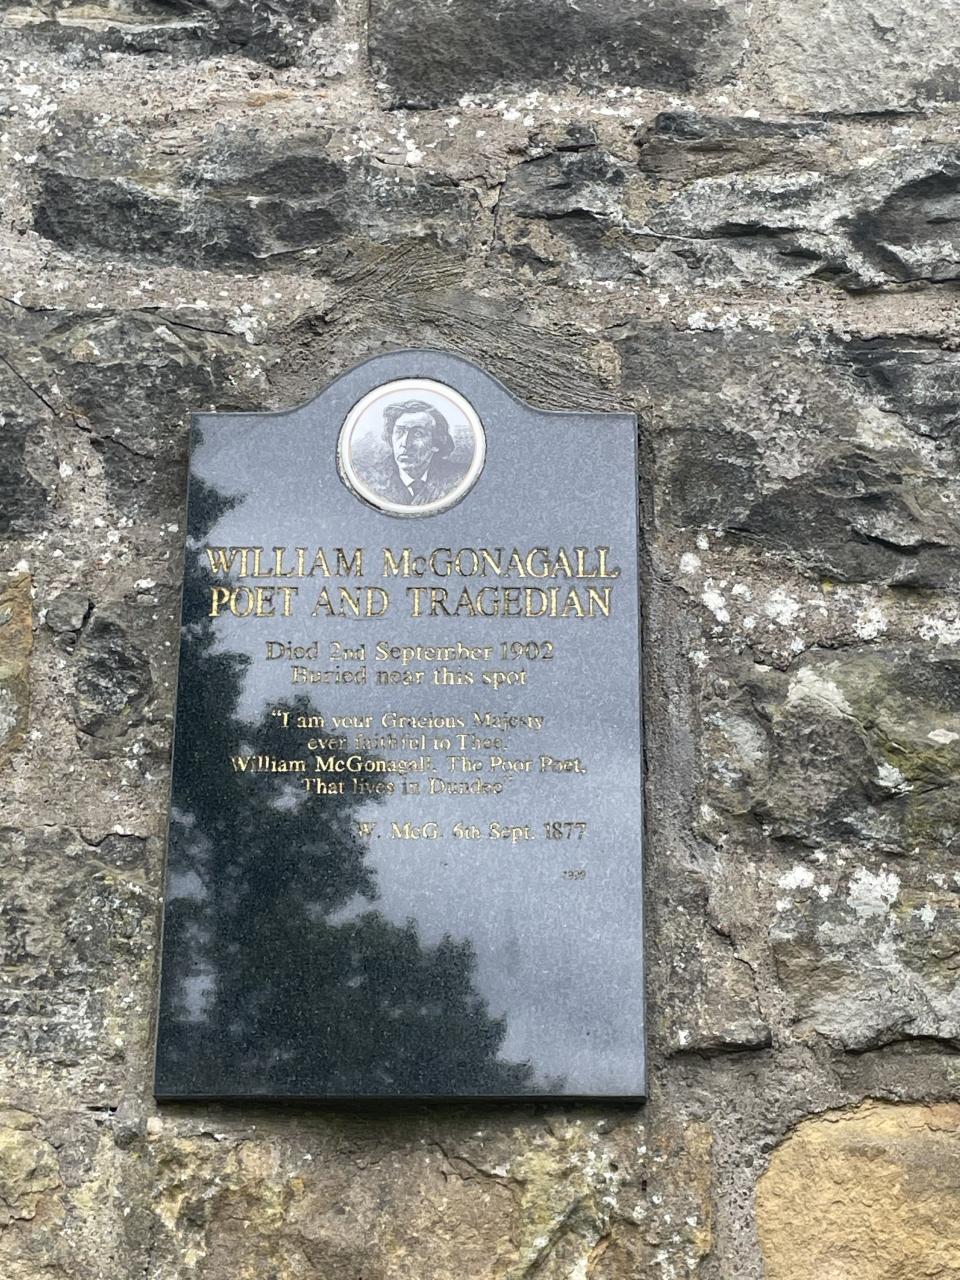 WILLIAM McGONAGALL
POET AND TRAGEDIAN
Died 2nd September 1902
Buried near this spot
"I am your Gracious Majesty
ever faithful to Thee,
William McGonagall, The Poor Poet,
That lives in Dundee"
W. McG. 6th Sept. 1877
1999